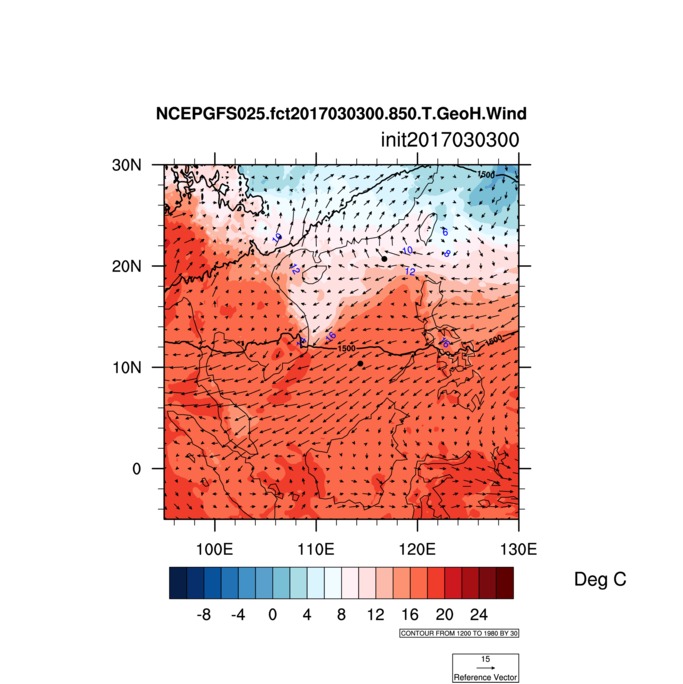 NCEPGFS025.fct2017030300.850.T.GeoH.Wind
init2017030300
30N
1500
10
6
8
10
20N
12
12
16
1500
16
1500
10N
0
100E 110E 120E 130E
-8 -4 0 4 8 12 16 20 24
Deg C
CONTOUR FROM 1200 TO 1980 BY 30
15
Reference Vector